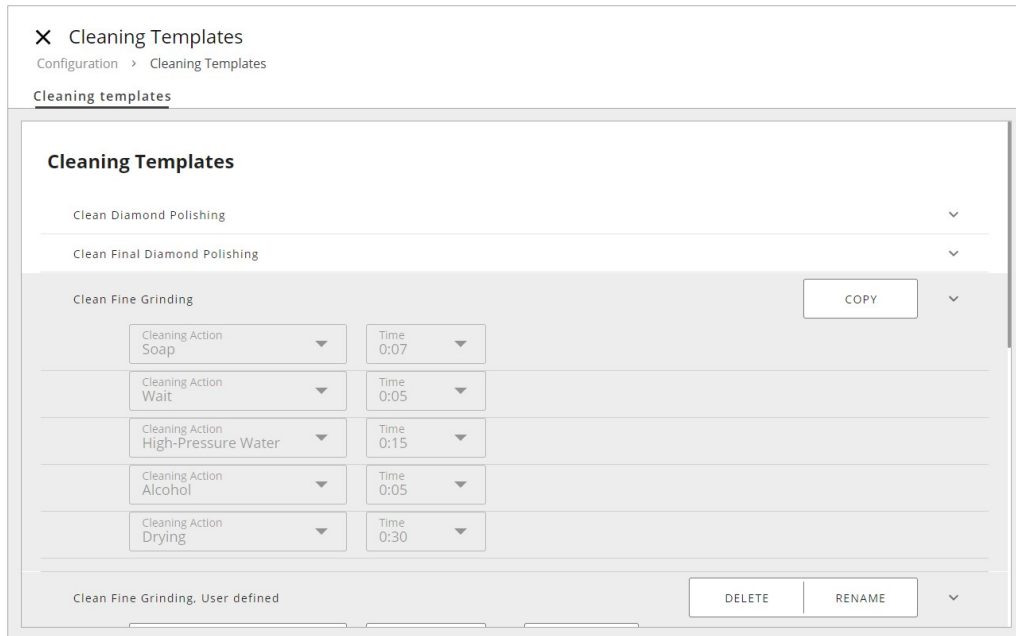 Cleaning Templates
Configuration > Cleaning Templates
Cleaning templates
Cleaning Templates
Clean Diamond Polishing
Clean Final Diamond Polishing
Clean Fine Grinding COPY
Cleaning Action Time
Soap 0:07
Cleaning Action Time
Wait 0:05
Cleaning Action Time
High-Pressure Water 0:15
Cleaning Action Time
Alcohol 0:05
Cleaning Action Time
Drying 0:30
Clean Fine Grinding, User defined DELETE RENAME